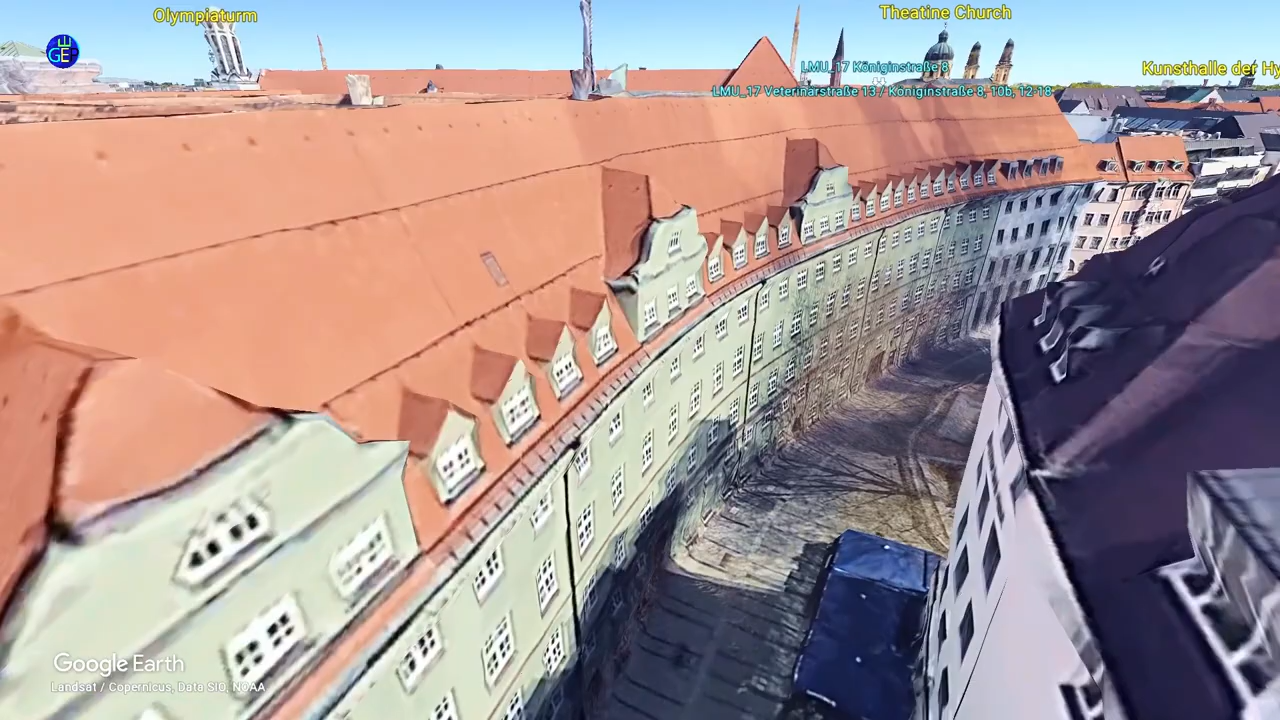 Olympiaturm
Theatine Church
GEP
LMU_17 Königinstraße 8
Kunsthalle der Hy
LMU_17 Veterinärstraße 13 / Königinstraße 8, 10b, 12-18
Google Earth
Landsat / Copernicus, Data SIO, NOAA